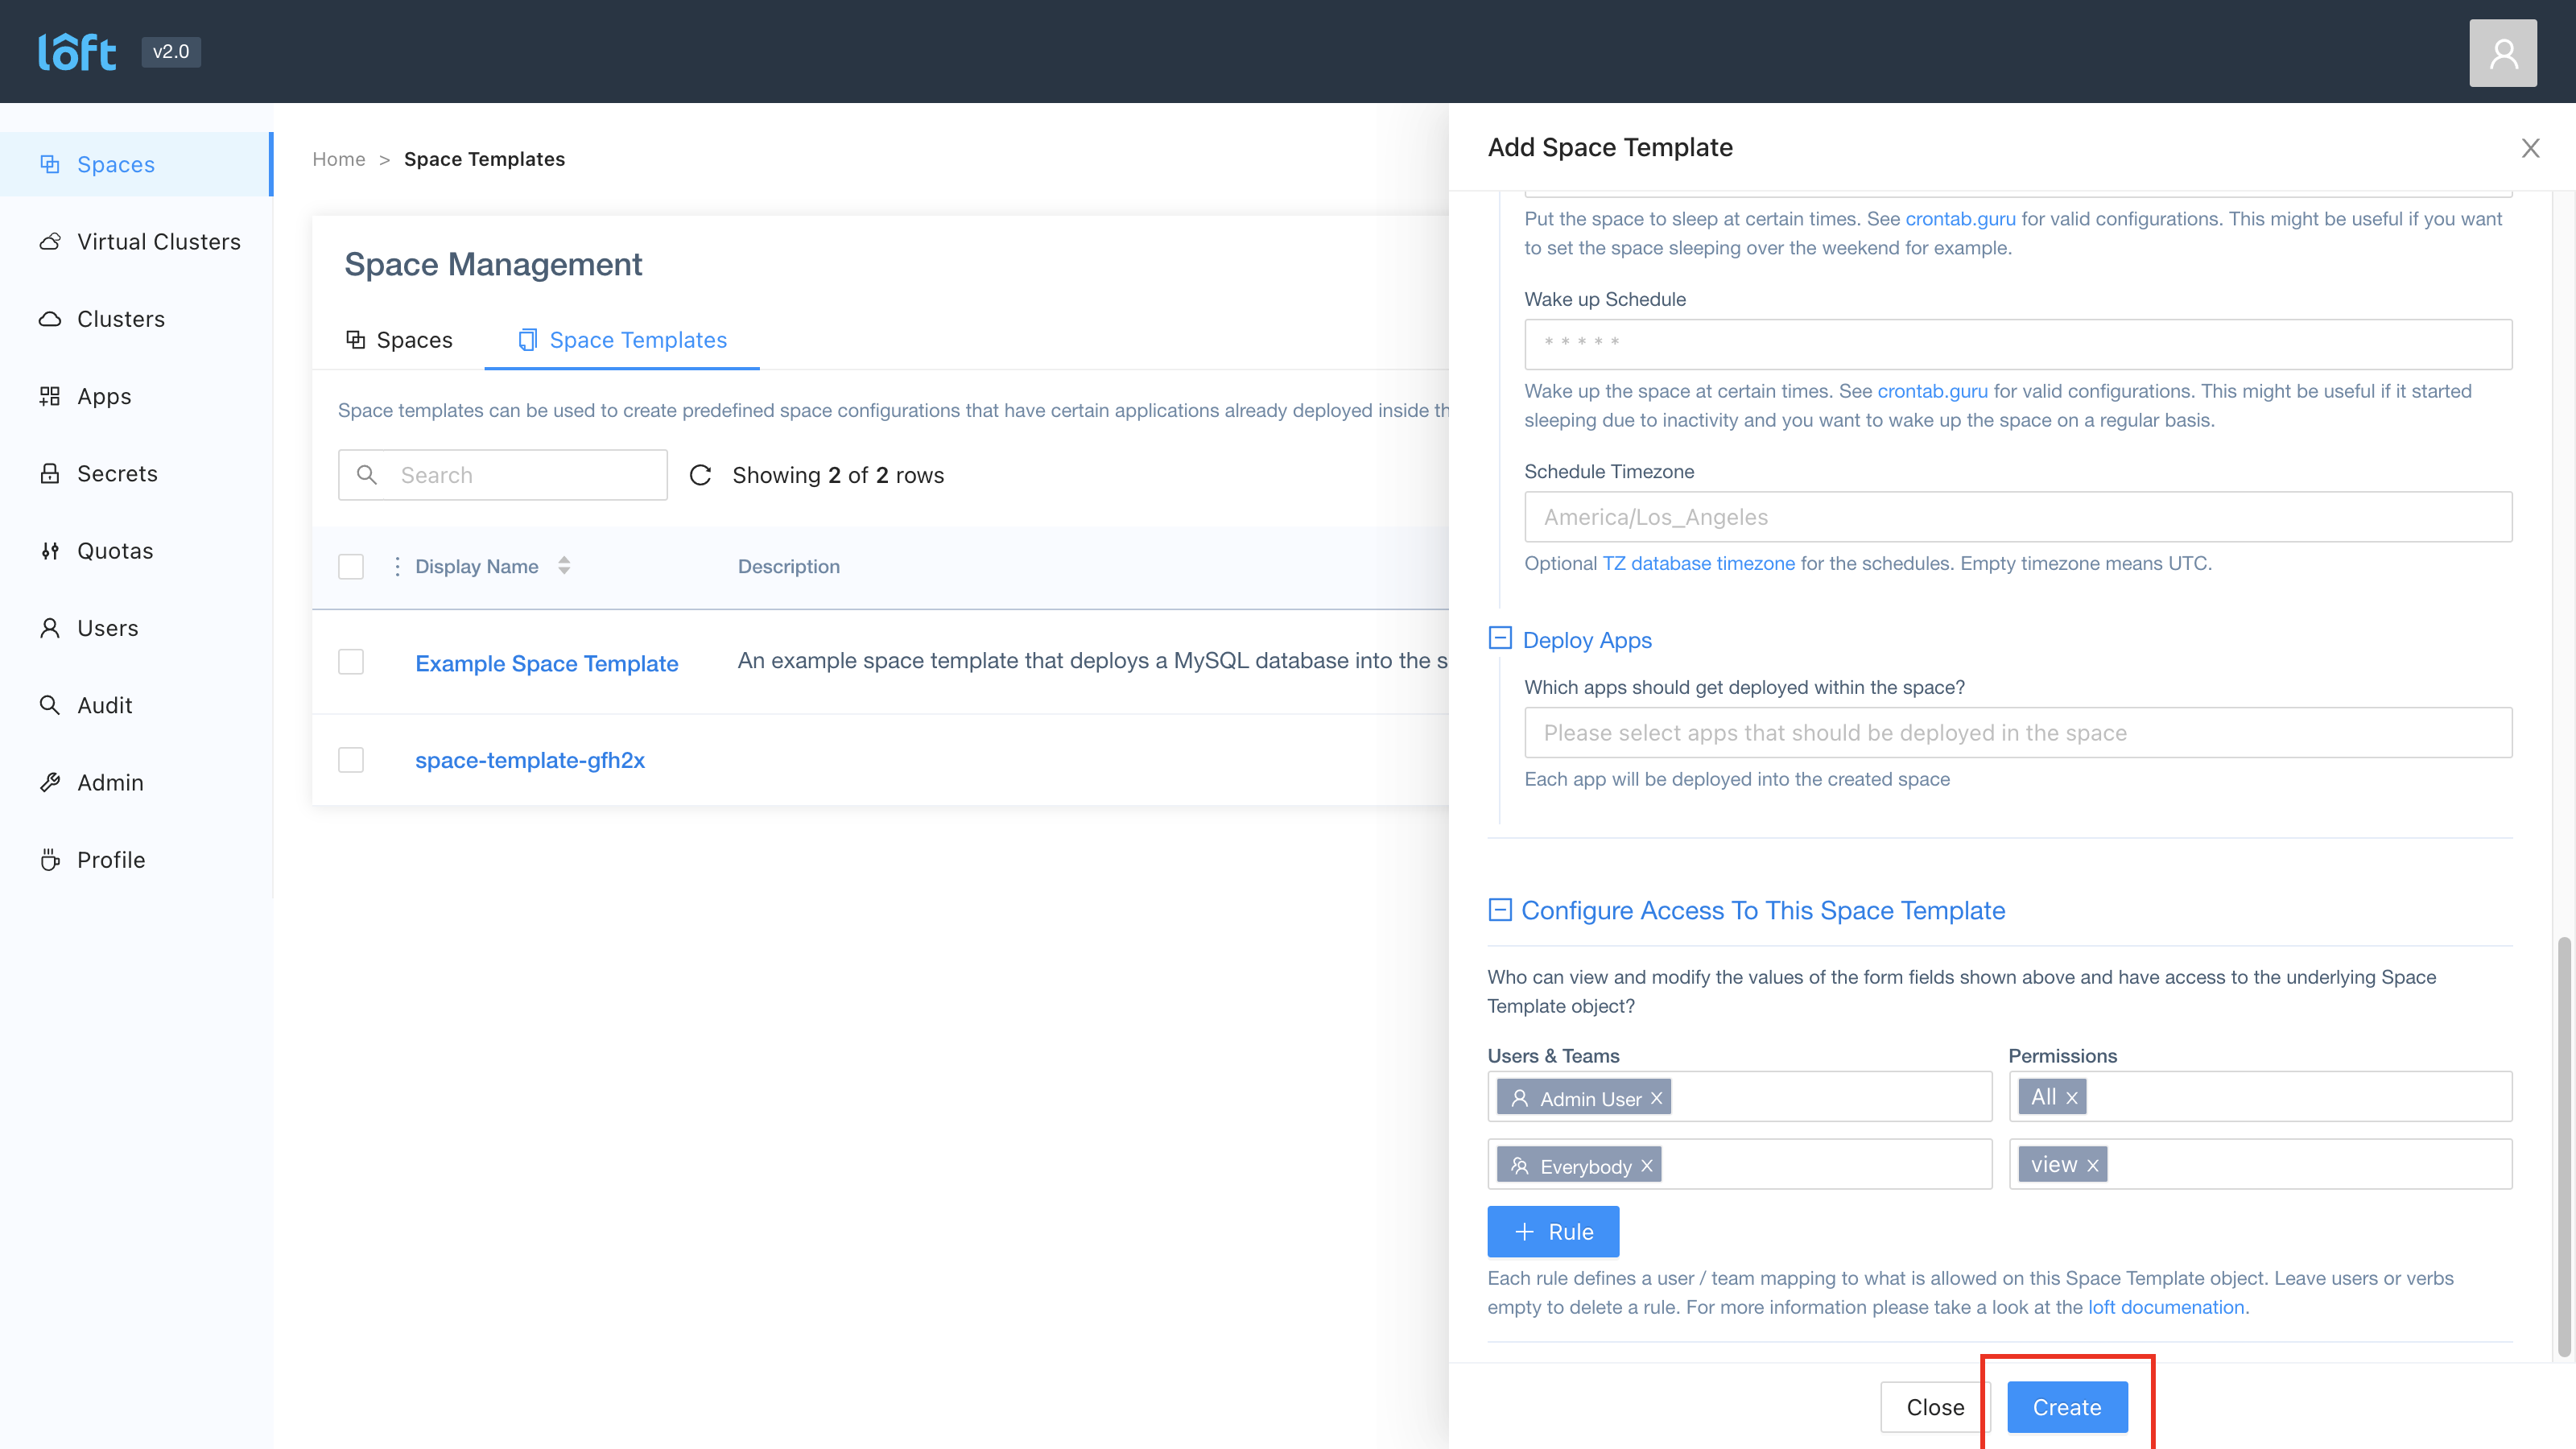 lôft
v2.0
Spaces
Virtual Clusters
Clusters
Apps
Secrets
Quotas
Users
Audit
Admin
Profile
Home > Space Templates
Space Management
Spaces
Space Templates
Space templates can be used to create predefined space configurations that have certain applications already deployed inside th
Search
Showing 2 of 2 rows
Display Name
Description
Example Space Template
An example space template that deploys a MySQL database into the s
space-template-gfh2x
Add Space Template
Put the space to sleep at certain times. See crontab.guru for valid configurations. This might be useful if you want
to set the space sleeping over the weekend for example.
Wake up Schedule
* * * * *
Wake up the space at certain times. See crontab.guru for valid configurations. This might be useful if it started
sleeping due to inactivity and you want to wake up the space on a regular basis.
Schedule Timezone
America/Los_Angeles
Optional TZ database timezone for the schedules. Empty timezone means UTC.
Deploy Apps
Which apps should get deployed within the space?
Please select apps that should be deployed in the space
Each app will be deployed into the created space
Configure Access To This Space Template
Who can view and modify the values of the form fields shown above and have access to the underlying Space
Template object?
Users & Teams
Permissions
Admin User
All
Everybody
view
+ Rule
Each rule defines a user / team mapping to what is allowed on this Space Template object. Leave users or verbs
empty to delete a rule. For more information please take a look at the loft documenation.
Close
Create